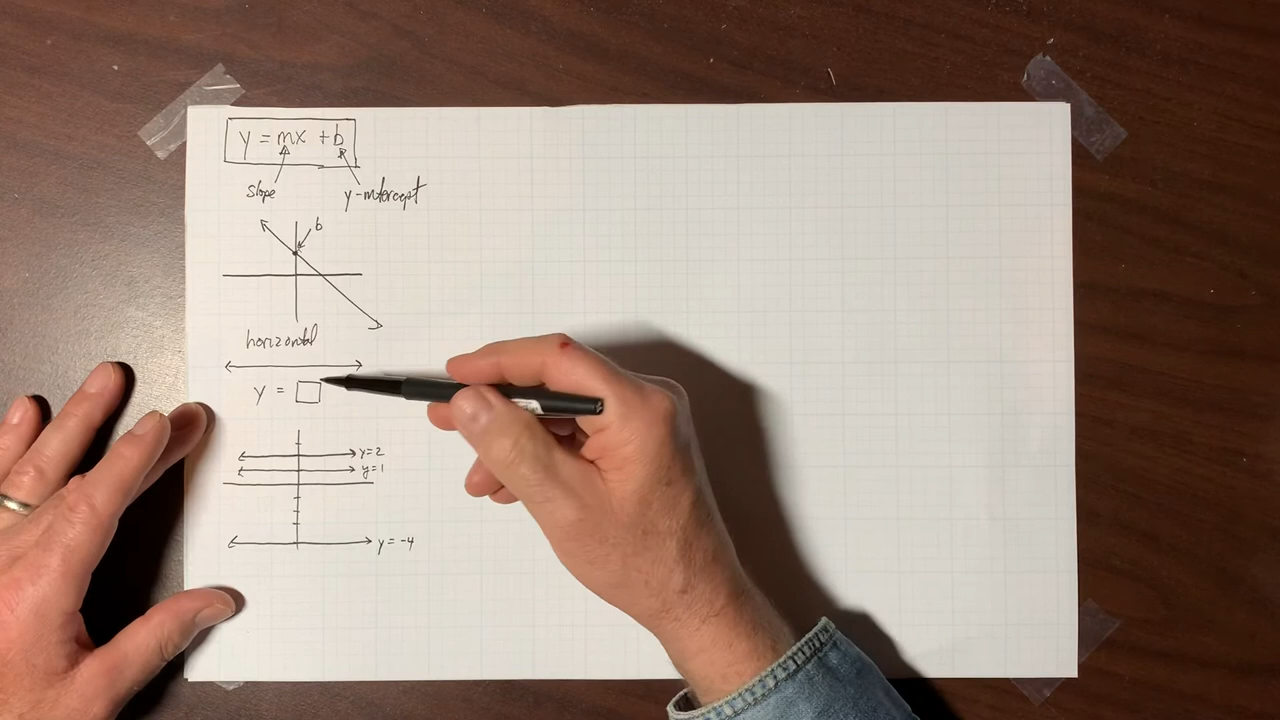 y = mx + b
slope
y-intercept
b
horizontal
y =
y=2
y=1
y = -4